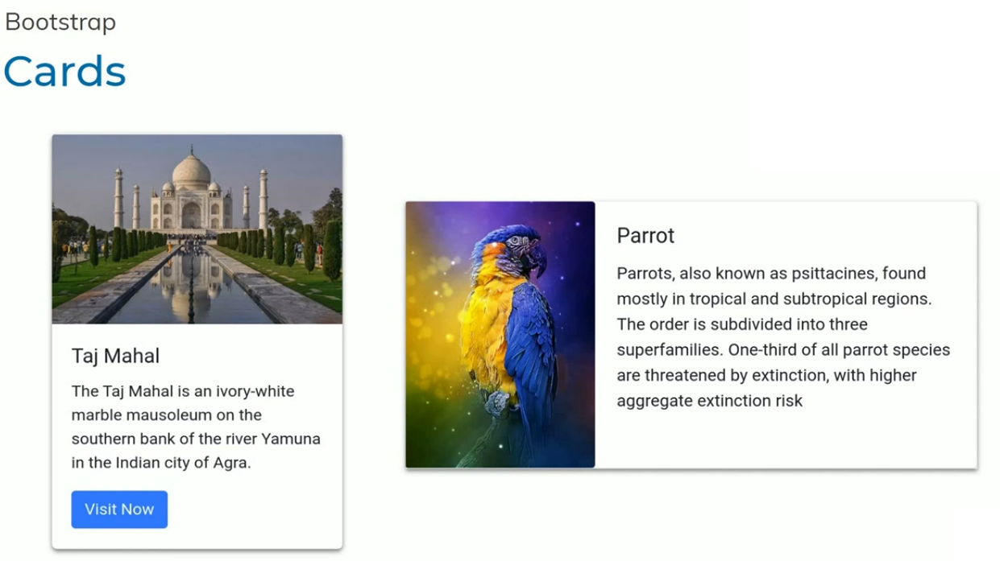 Bootstrap
Cards
Taj Mahal
The Taj Mahal is an ivory-white
marble mausoleum on the
southern bank of the river Yamuna
in the Indian city of Agra.
Visit Now
Parrot
Parrots, also known as psittacines, found
mostly in tropical and subtropical regions.
The order is subdivided into three
superfamilies. One-third of all parrot species
are threatened by extinction, with higher
aggregate extinction risk